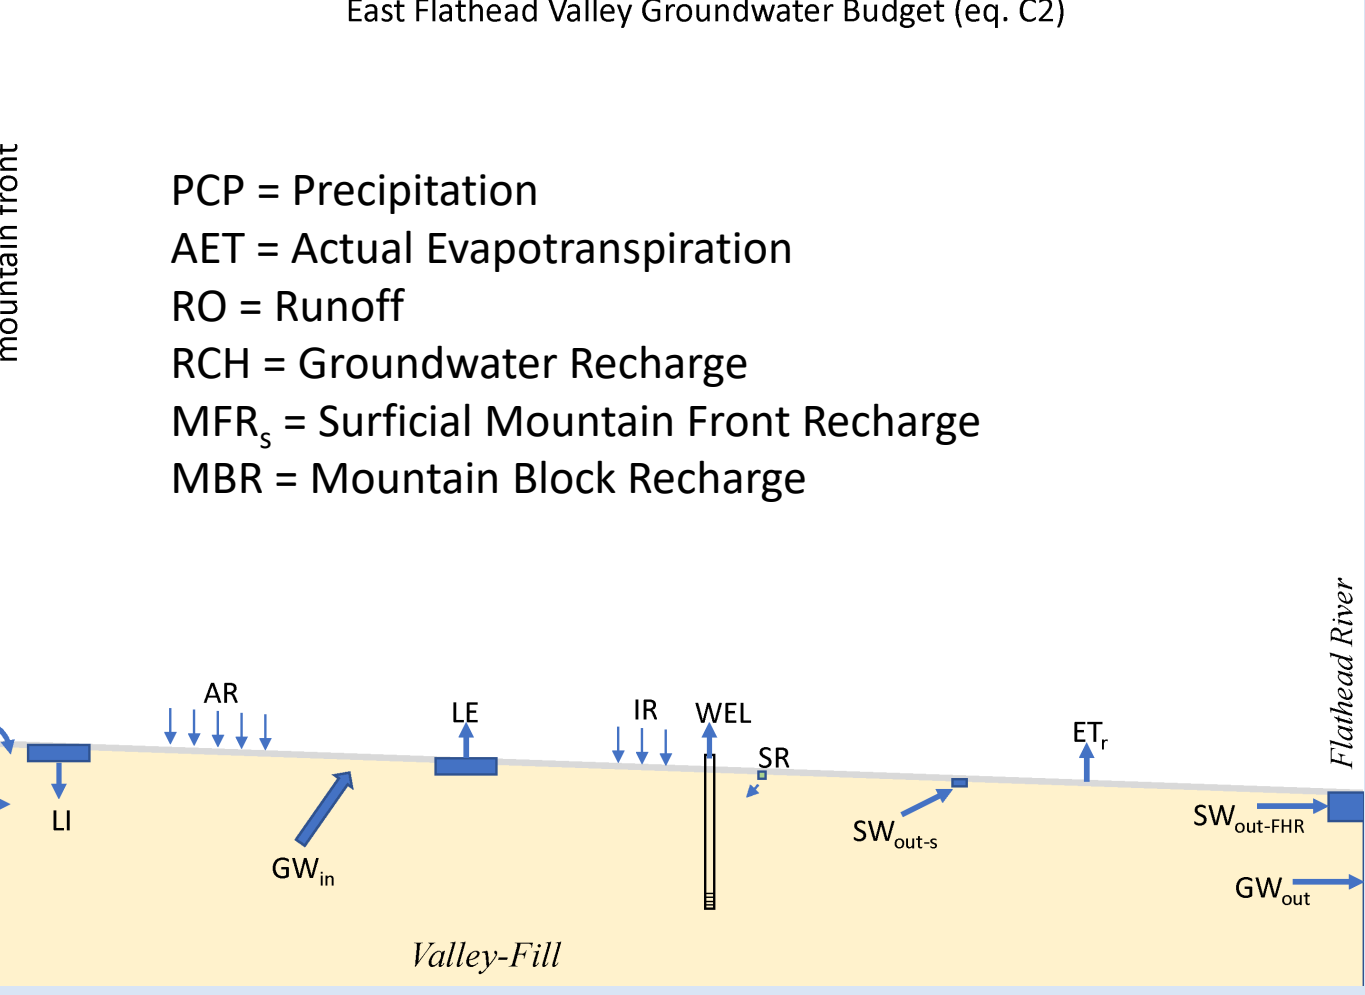 East Flathead Valley Groundwater Budget (eq. C2)
mountain front
PCP = Precipitation
AET = Actual Evapotranspiration
RO = Runoff
RCH = Groundwater Recharge
MFRs = Surficial Mountain Front Recharge
MBR = Mountain Block Recharge
Flathead River
AR
LE
IR
WEL
ETr
SR
LI
SWout-s
SWout-FHR
GWin
GWout
Valley-Fill